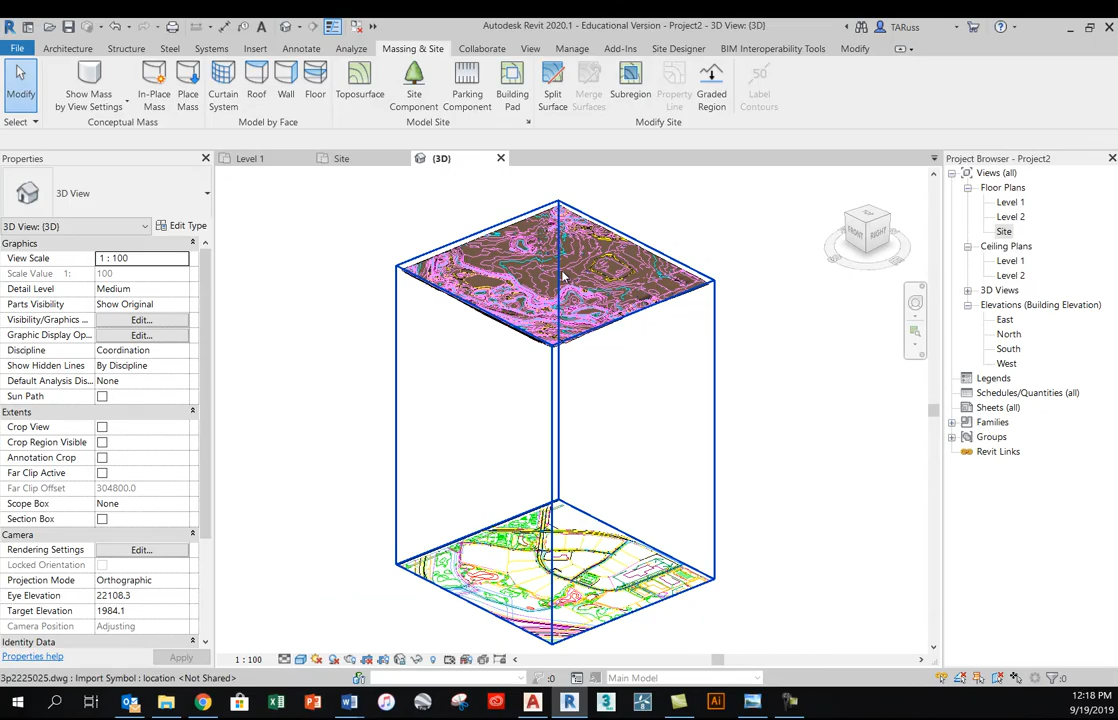 Autodesk Revit 2020.1 - Educational Version - Project2 - 3D View: {3D}
TARuss
File
Architecture
Structure
Steel
Systems
Insert
Annotate
Analyze
Massing & Site
Collaborate
View
Manage
Add-Ins
Site Designer
BIM Interoperability Tools
Modify
Modify
Show Mass
by View Settings
In-Place
Mass
Place
Mass
Curtain
System
Roof
Wall
Floor
Toposurface
Site
Component
Parking
Component
Building
Pad
Split
Surface
Merge
Surfaces
Subregion
Property
Line
Graded
Region
50
Label
Contours
Select
Conceptual Mass
Model by Face
Model Site
Modify Site
Properties
Level 1
Site
{3D}
Project Browser - Project2
3D View
3D View: {3D}
Edit Type
Graphics
View Scale 1 : 100
Scale Value 1: 100
Detail Level Medium
Parts Visibility Show Original
Visibility/Graphics ... Edit...
Graphic Display Op... Edit...
Discipline Coordination
Show Hidden Lines By Discipline
Default Analysis Dis... None
Sun Path
Extents
Crop View
Crop Region Visible
Annotation Crop
Far Clip Active
Far Clip Offset 304800.0
Scope Box None
Section Box
Camera
Rendering Settings Edit...
Locked Orientation
Projection Mode Orthographic
Eye Elevation 22108.3
Target Elevation 1984.1
Camera Position Adjusting
Identity Data
Properties help
Apply
TOP
FRONT
RIGHT
Views (all)
Floor Plans
Level 1
Level 2
Site
Ceiling Plans
Level 1
Level 2
3D Views
Elevations (Building Elevation)
East
North
South
West
Legends
Schedules/Quantities (all)
Sheets (all)
Families
Groups
Revit Links
1 : 100
3p2225025.dwg : Import Symbol : location <Not Shared>
:0
Main Model
:0
12:18 PM
9/19/2019